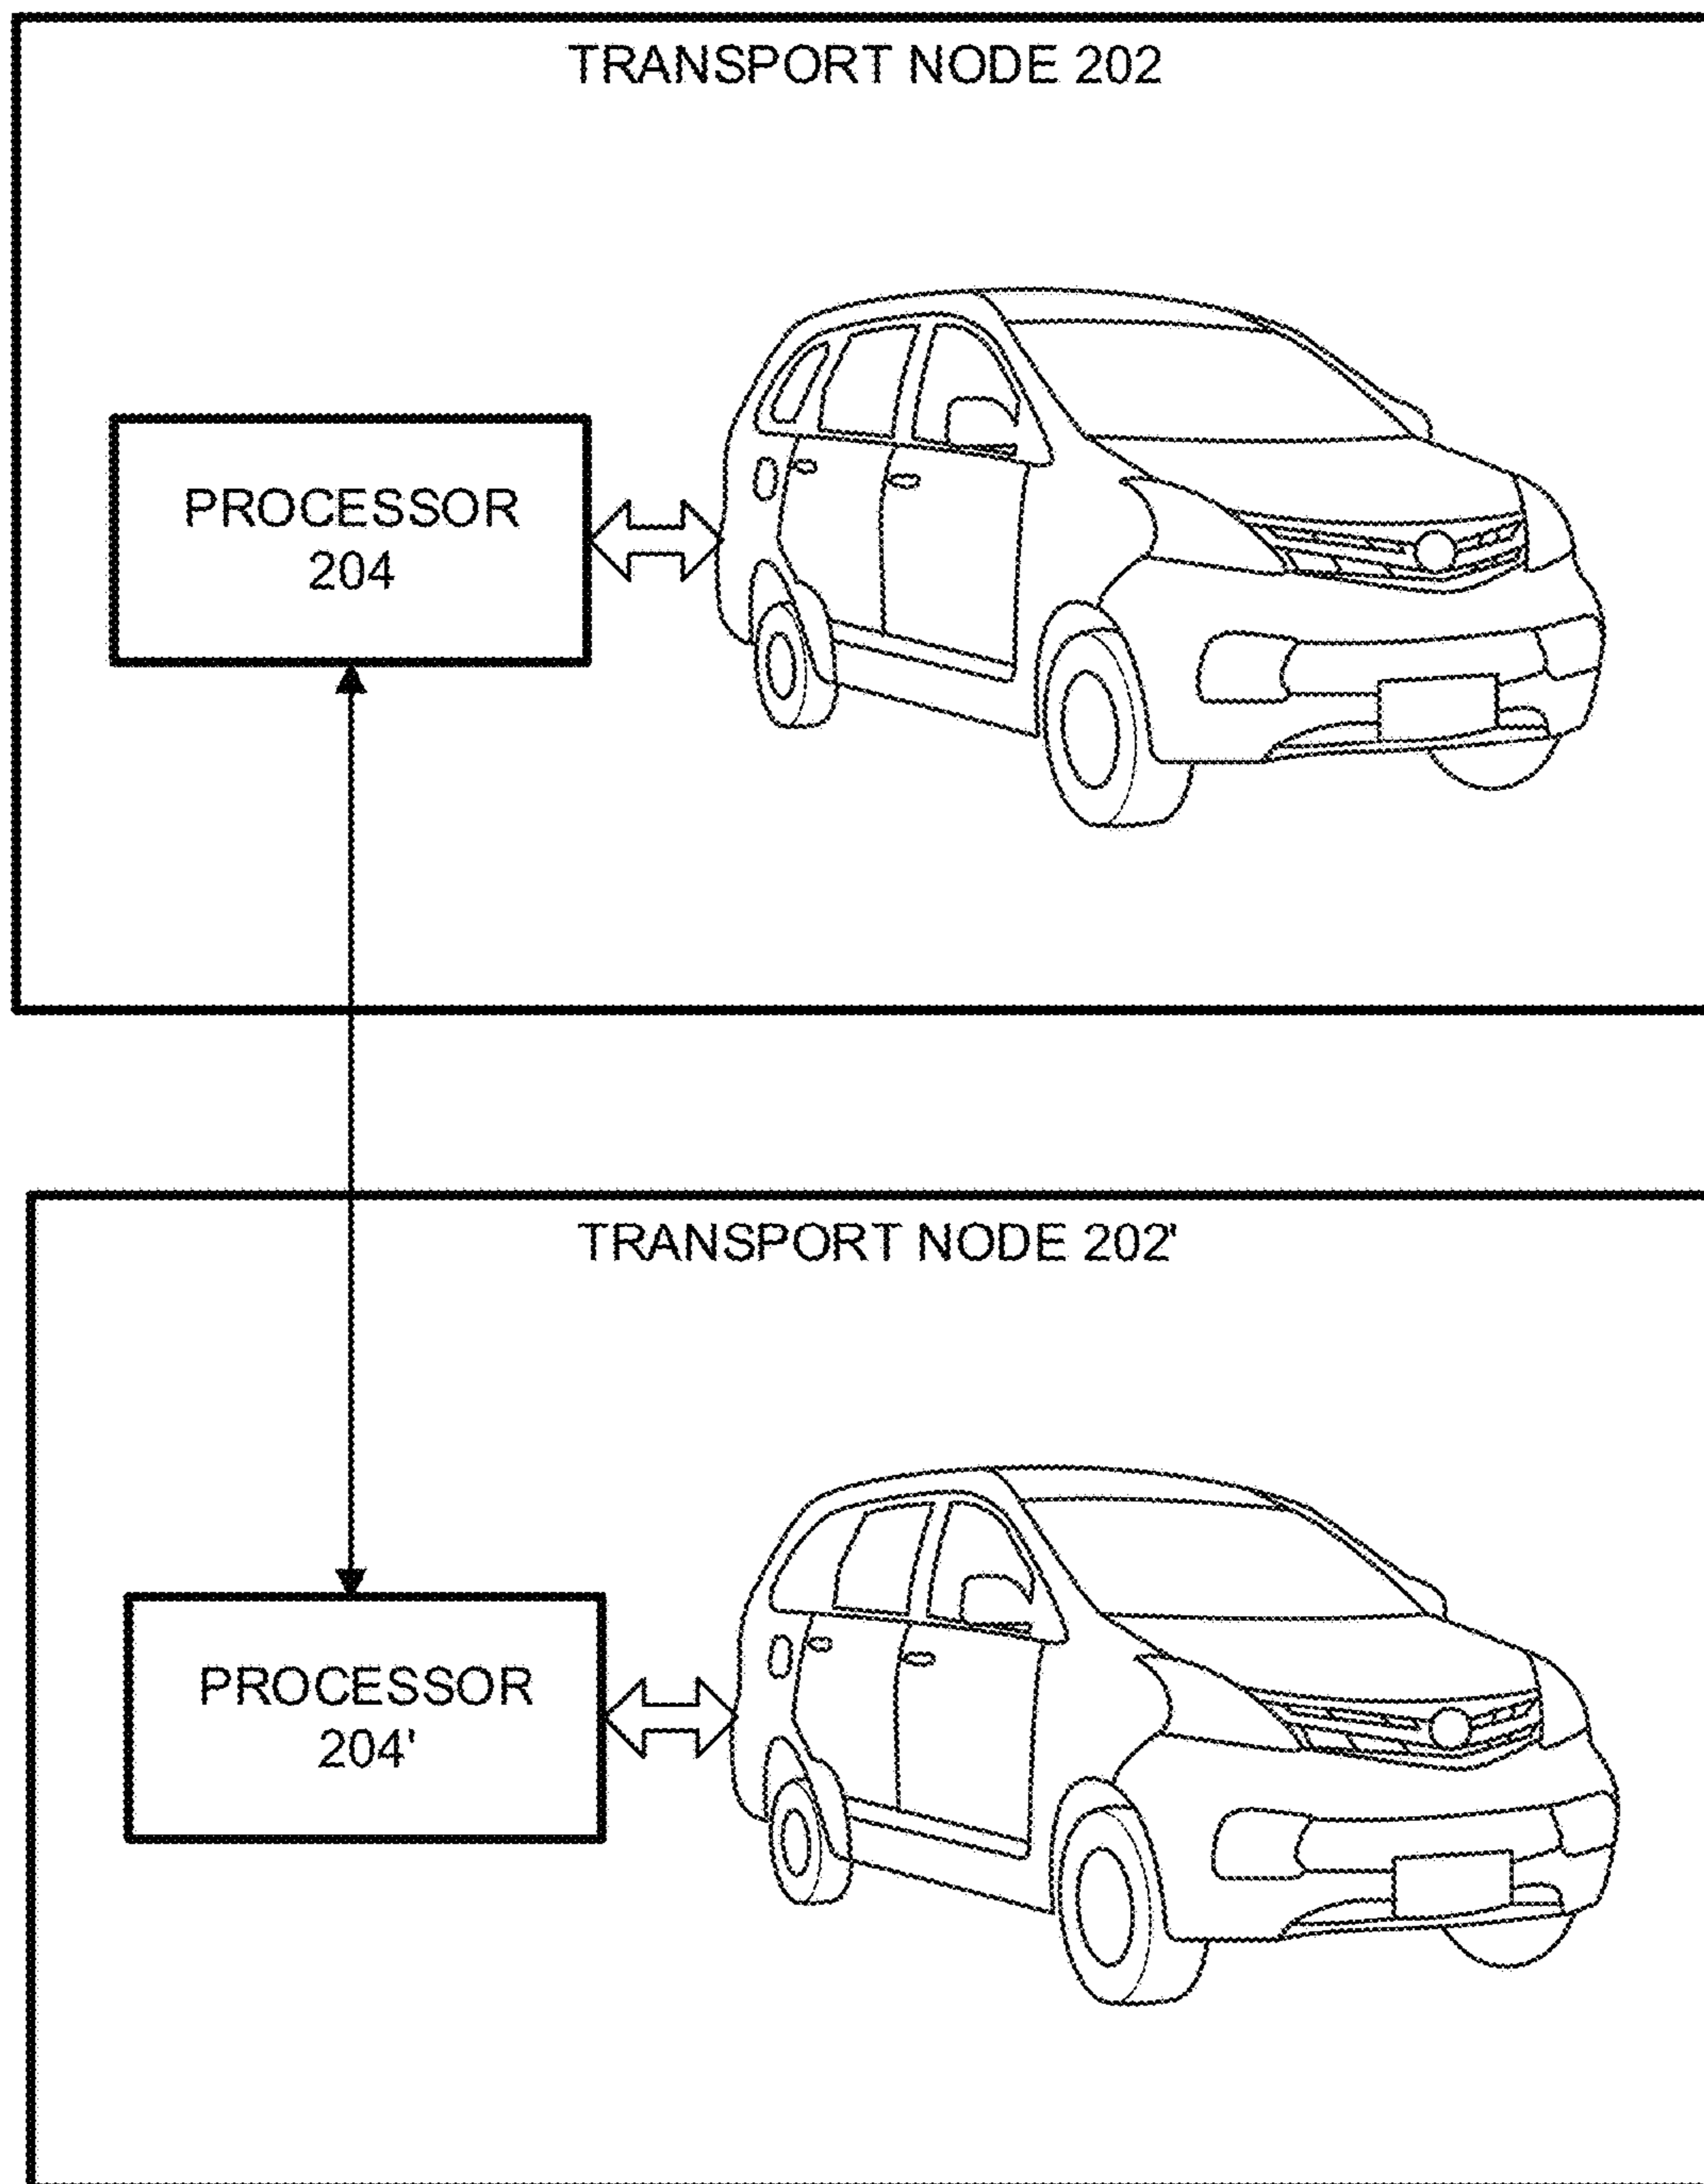 TRANSPORT NODE 202
PROCESSOR
204
TRANSPORT NODE 202'
PROCESSOR
204'